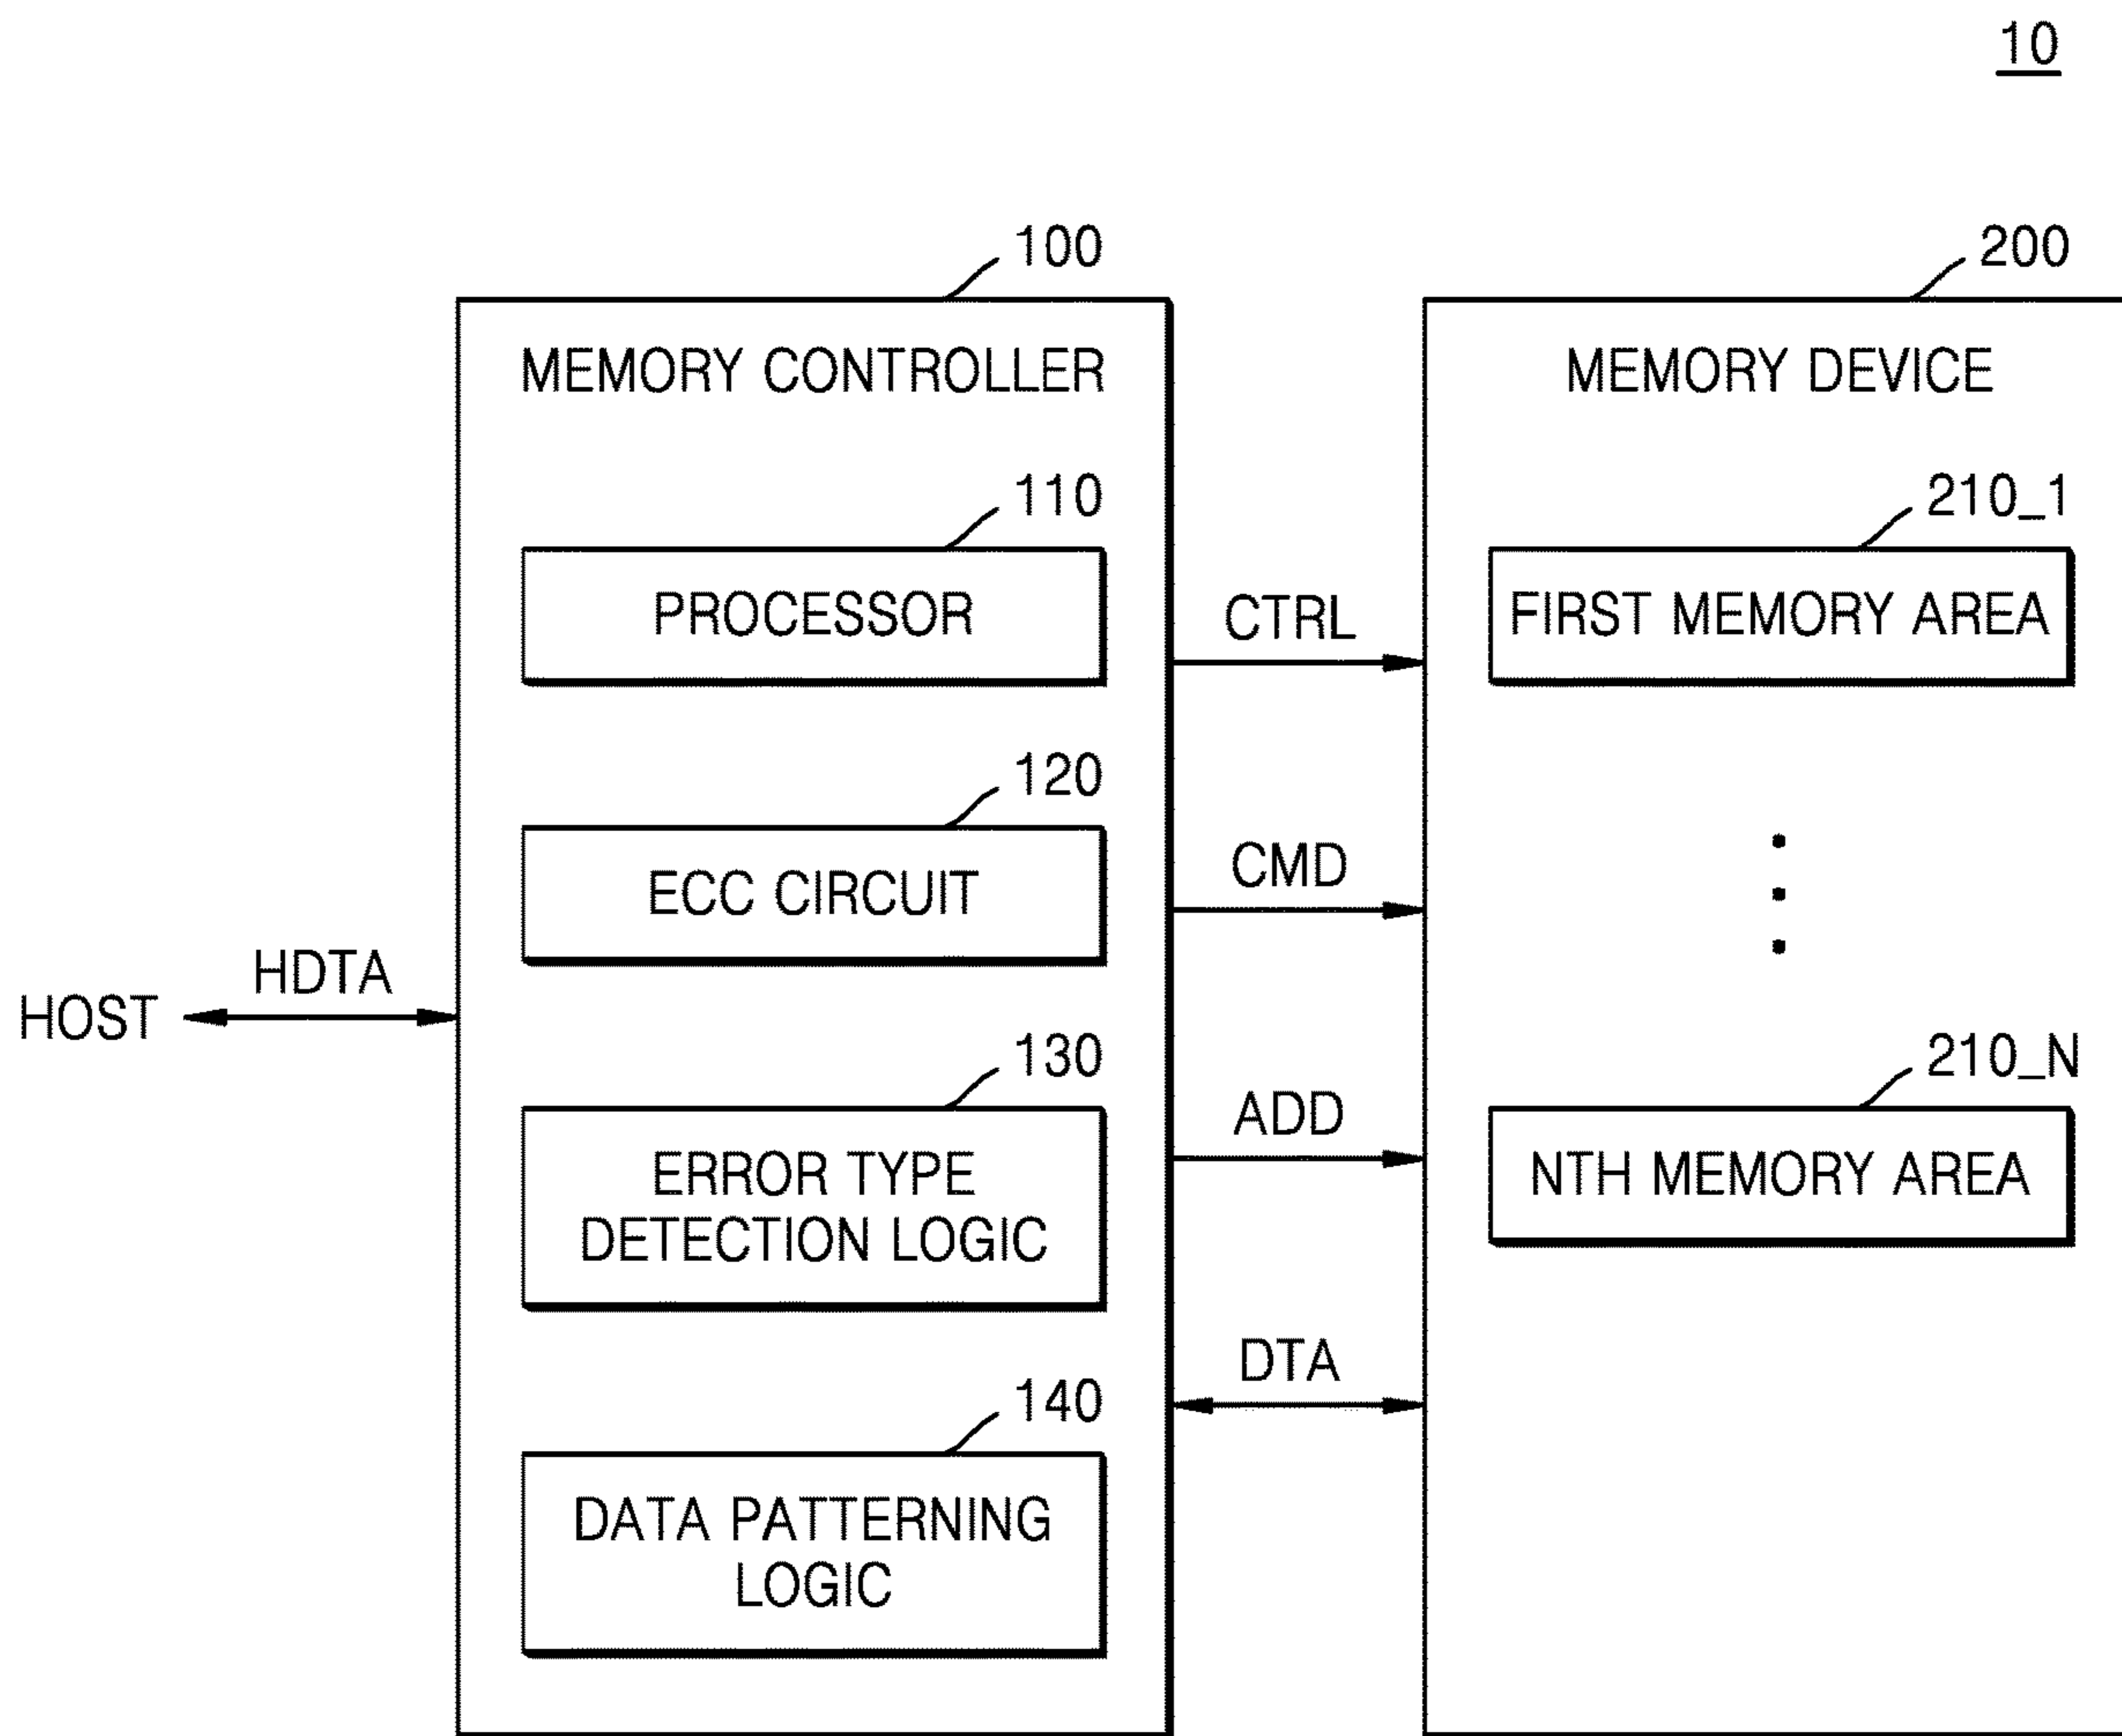 10
100
200
MEMORY CONTROLLER
MEMORY DEVICE
110
210_1
PROCESSOR
CTRL
FIRST MEMORY AREA
120
ECC CIRCUIT
CMD
HOST
HDTA
130
210_N
ERROR TYPE
DETECTION LOGIC
ADD
NTH MEMORY AREA
DTA
140
DATA PATTERNING
LOGIC